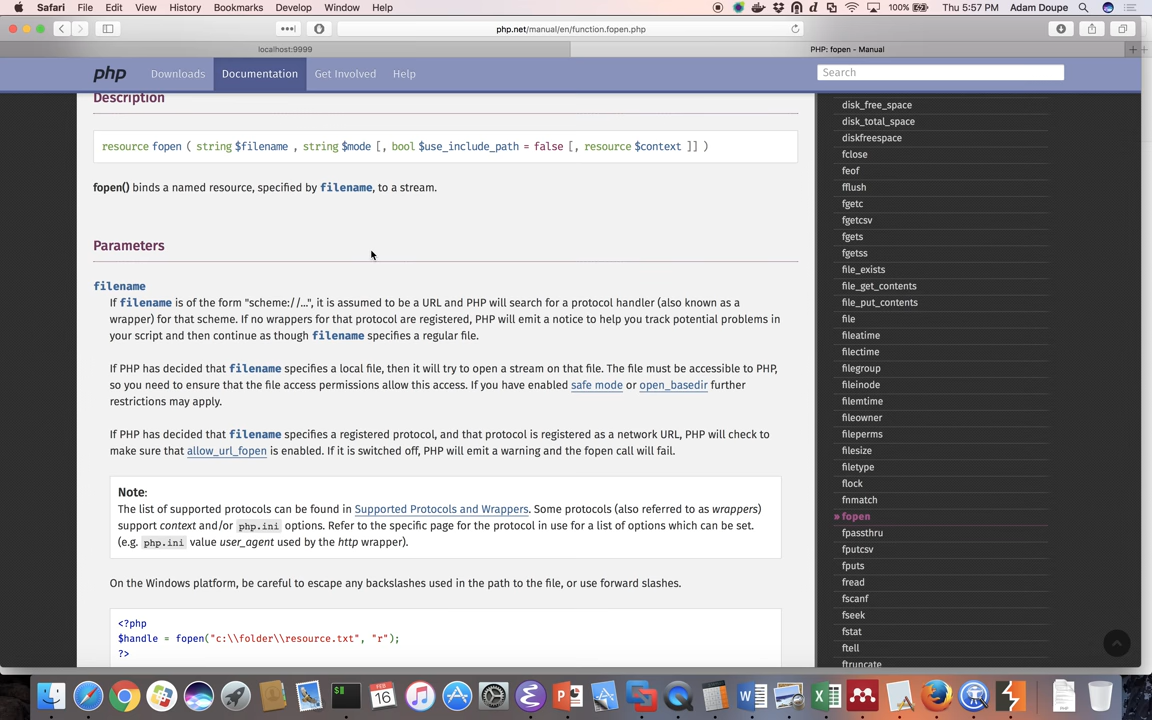 Safari File Edit View History Bookmarks Develop Window Help 100% Thu 5:57 PM Adam Doupe
php.net/manual/en/function.fopen.php
localhost:9999 PHP: fopen - Manual
php Downloads Documentation Get Involved Help Search
Description
resource fopen ( string $filename , string $mode [, bool $use_include_path = false [, resource $context ]] )
fopen() binds a named resource, specified by filename, to a stream.
Parameters
filename
If filename is of the form "scheme://...", it is assumed to be a URL and PHP will search for a protocol handler (also known as a
wrapper) for that scheme. If no wrappers for that protocol are registered, PHP will emit a notice to help you track potential problems in
your script and then continue as though filename specifies a regular file.
If PHP has decided that filename specifies a local file, then it will try to open a stream on that file. The file must be accessible to PHP,
so you need to ensure that the file access permissions allow this access. If you have enabled safe mode or open_basedir further
restrictions may apply.
If PHP has decided that filename specifies a registered protocol, and that protocol is registered as a network URL, PHP will check to
make sure that allow_url_fopen is enabled. If it is switched off, PHP will emit a warning and the fopen call will fail.
Note:
The list of supported protocols can be found in Supported Protocols and Wrappers. Some protocols (also referred to as wrappers)
support context and/or php.ini options. Refer to the specific page for the protocol in use for a list of options which can be set.
(e.g. php.ini value user_agent used by the http wrapper).
On the Windows platform, be careful to escape any backslashes used in the path to the file, or use forward slashes.
<?php
$handle = fopen("c:\\folder\\resource.txt", "r");
?>
disk_free_space
disk_total_space
diskfreespace
fclose
feof
fflush
fgetc
fgetcsv
fgets
fgetss
file_exists
file_get_contents
file_put_contents
file
fileatime
filectime
filegroup
fileinode
filemtime
fileowner
fileperms
filesize
filetype
flock
fnmatch
» fopen
fpassthru
fputcsv
fputs
fread
fscanf
fseek
fstat
ftell
ftruncate
FEB
16